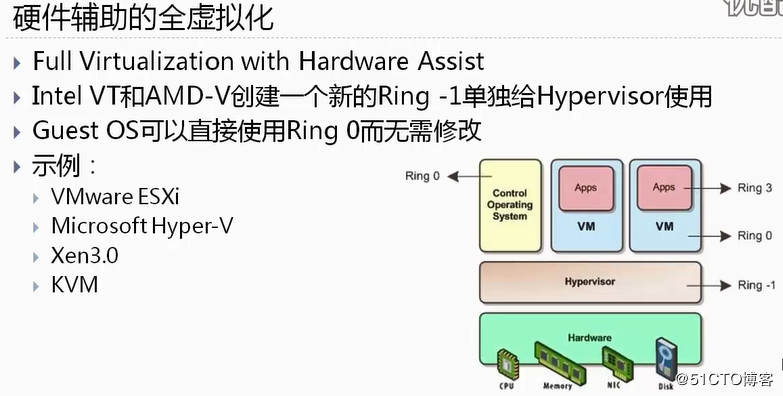 硬件辅助的全虚拟化
Full Virtualization with Hardware Assist
Intel VT和AMD-V创建一个新的Ring -1单独给Hypervisor使用
Guest OS可以直接使用Ring 0而无需修改
示例：
VMware ESXi
Microsoft Hyper-V
Xen3.0
KVM
Ring 0
Control
Operating
System
Apps
VM
Apps
VM
Ring 3
Ring 0
Hypervisor
Ring -1
Hardware
CPU
Memory
NIC
Disk
@51CTO博客